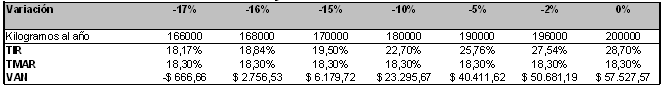 Variación -17% -16% -15% -10% -5% -2% 0%
Kilogramos al año 166000 168000 170000 180000 190000 196000 200000
TIR 18,17% 18,84% 19,50% 22,70% 25,76% 27,54% 28,70%
TMAR 18,30% 18,30% 18,30% 18,30% 18,30% 18,30% 18,30%
VAN -$ 666,66 $ 2.756,53 $ 6.179,72 $ 23.295,67 $ 40.411,62 $ 50.681,19 $ 57.527,57